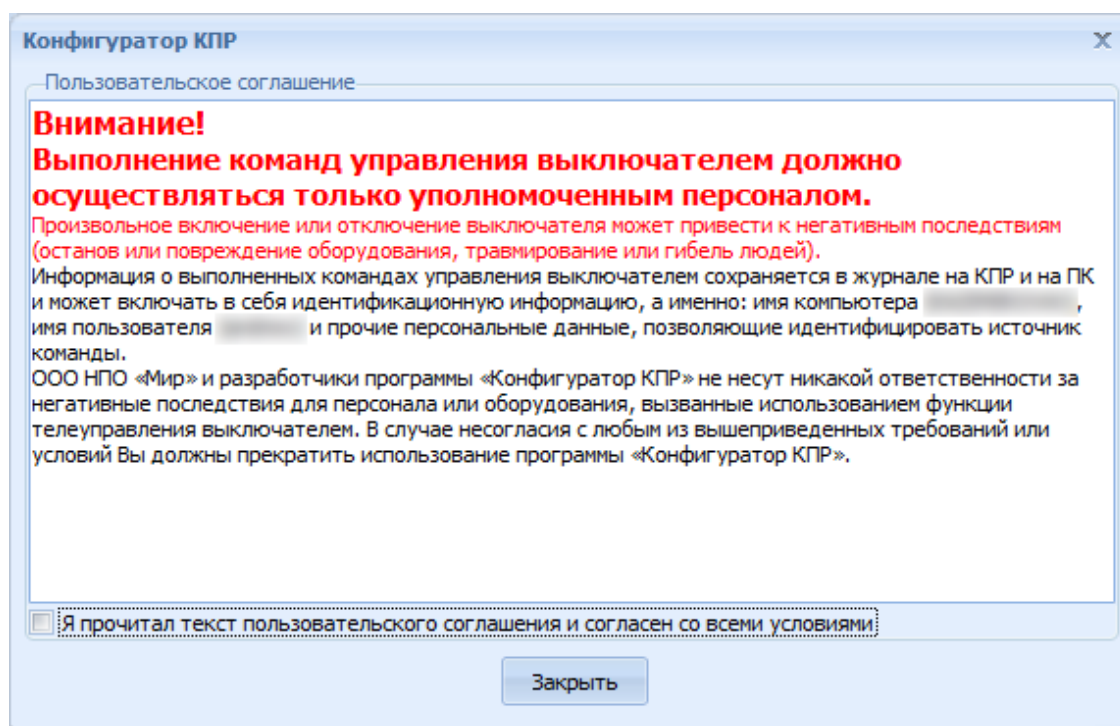 Конфигуратор КПР
Пользовательское соглашение
Внимание!
Выполнение команд управления выключателем должно
осуществляться только уполномоченным персоналом.
Произвольное включение или отключение выключателя может привести к негативным последствиям
(останов или повреждение оборудования, травмирование или гибель людей).
Информация о выполненных командах управления выключателем сохраняется в журнале на КПР и на ПК
и может включать в себя идентификационную информацию, а именно: имя компьютера ,
имя пользователя и прочие персональные данные, позволяющие идентифицировать источник
команды.
ООО НПО «Мир» и разработчики программы «Конфигуратор КПР» не несут никакой ответственности за
негативные последствия для персонала или оборудования, вызванные использованием функции
телеуправления выключателем. В случае несогласия с любым из вышеприведенных требований или
условий Вы должны прекратить использование программы «Конфигуратор КПР».
Я прочитал текст пользовательского соглашения и согласен со всеми условиями
Закрыть